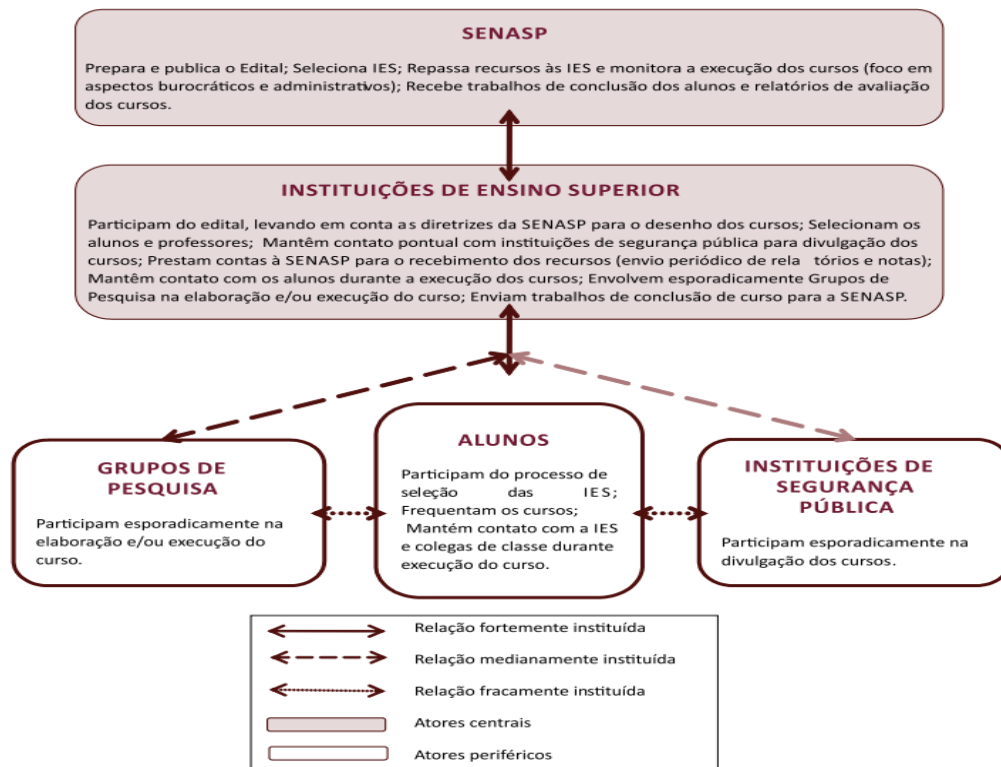 SENASP
Prepara e publica o Edital; Seleciona IES; Repassa recursos às IES e monitora a execução dos cursos (foco em
aspectos burocráticos e administrativos); Recebe trabalhos de conclusão dos alunos e relatórios de avaliação
dos cursos.
INSTITUIÇÕES DE ENSINO SUPERIOR
Participam do edital, levando em conta as diretrizes da SENASP para o desenho dos cursos; Selecionam os
alunos e professores; Mantêm contato pontual com instituições de segurança pública para divulgação dos
cursos; Prestam contas à SENASP para o recebimento dos recursos (envio periódico de rela tórios e notas);
Mantêm contato com os alunos durante a execução dos cursos; Envolvem esporadicamente Grupos de
Pesquisa na elaboração e/ou execução do curso; Enviam trabalhos de conclusão de curso para a SENASP.
GRUPOS DE
PESQUISA
Participam esporadicamente na
elaboração e/ou execução do
curso.
ALUNOS
Participam do processo de
seleção das IES;
Frequentam os cursos;
Mantém contato com a IES
e colegas de classe durante
execução do curso.
INSTITUIÇÕES DE
SEGURANÇA
PÚBLICA
Participam esporadicamente na
divulgação dos cursos.
Relação fortemente instituída
Relação medianamente instituída
Relação fracamente instituída
Atores centrais
Atores periféricos